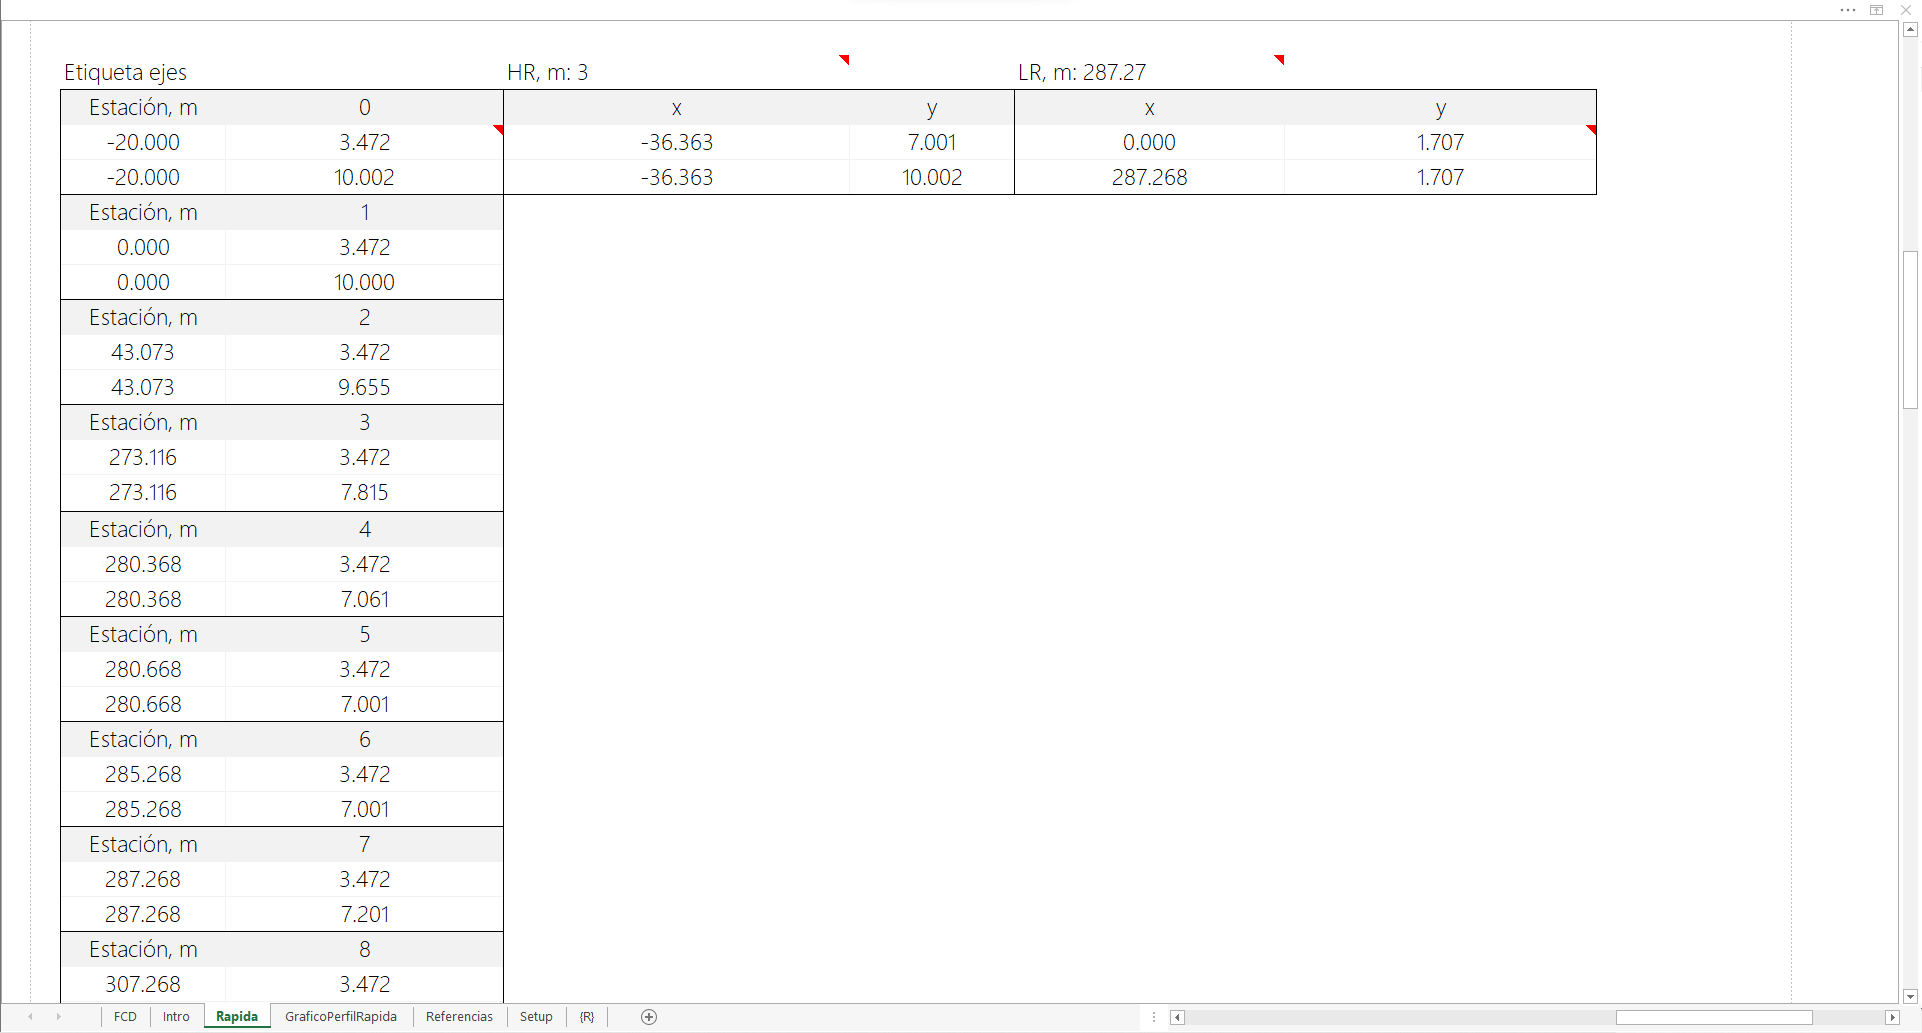 Etiqueta ejes HR, m: 3 LR, m: 287.27
Estación, m 0 x y x y
-20.000 3.472 -36.363 7.001 0.000 1.707
-20.000 10.002 -36.363 10.002 287.268 1.707
Estación, m 1
0.000 3.472
0.000 10.000
Estación, m 2
43.073 3.472
43.073 9.655
Estación, m 3
273.116 3.472
273.116 7.815
Estación, m 4
280.368 3.472
280.368 7.061
Estación, m 5
280.668 3.472
280.668 7.001
Estación, m 6
285.268 3.472
285.268 7.001
Estación, m 7
287.268 3.472
287.268 7.201
Estación, m 8
307.268 3.472
FCD Intro Rapida GraficoPerfilRapida Referencias Setup {R}